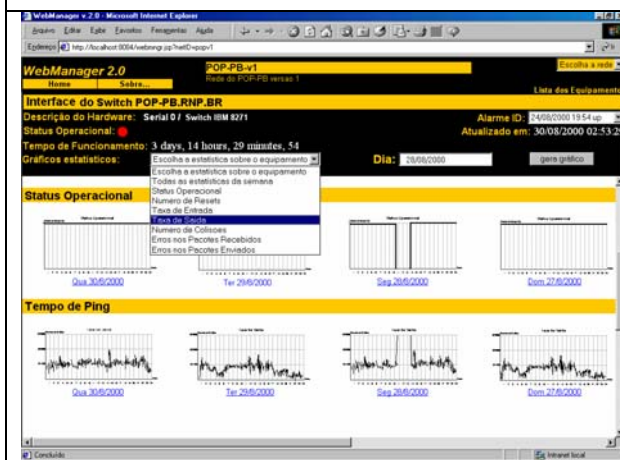 WebManager v.2.0 - Microsoft Internet Explorer
Arquivo Editar Exibir Favoritos Ferramentas Ajuda
Endereço http://localhost:8084/webmngr.jsp?netID=popv1
WebManager 2.0
POP-PB-v1
Escolha a rede
Rede do POP-PB versao 1
Home Sobre...
Lista dos Equipamento
Interface do Switch POP-PB.RNP.BR
Descrição do Hardware: Serial 0 / Switch IBM 8271
Alarme ID: 24/08/2000 19:54 up
Status Operacional:
Atualizado em: 30/08/2000 02:53:2
Tempo de Funcionamento: 3 days, 14 hours, 29 minutes, 54
Gráficos estatísticos: Escolha a estatística sobre o equipamento
Dia: 28/08/2000
gera gráfico
Escolha a estatística sobre o equipamento
Todas as estatísticas da semana
Status Operacional
Numero de Resets
Taxa de Entrada
Taxa de Saida
Numero de Colisoes
Erros nos Pacotes Recebidos
Erros nos Pacotes Enviados
Status Operacional
Qua 30/8/2000 Ter 29/8/2000 Seg 28/8/2000 Dom 27/8/2000
Tempo de Ping
Qua 30/8/2000 Ter 29/8/2000 Seg 28/8/2000 Dom 27/8/2000
Concluído
Intranet local